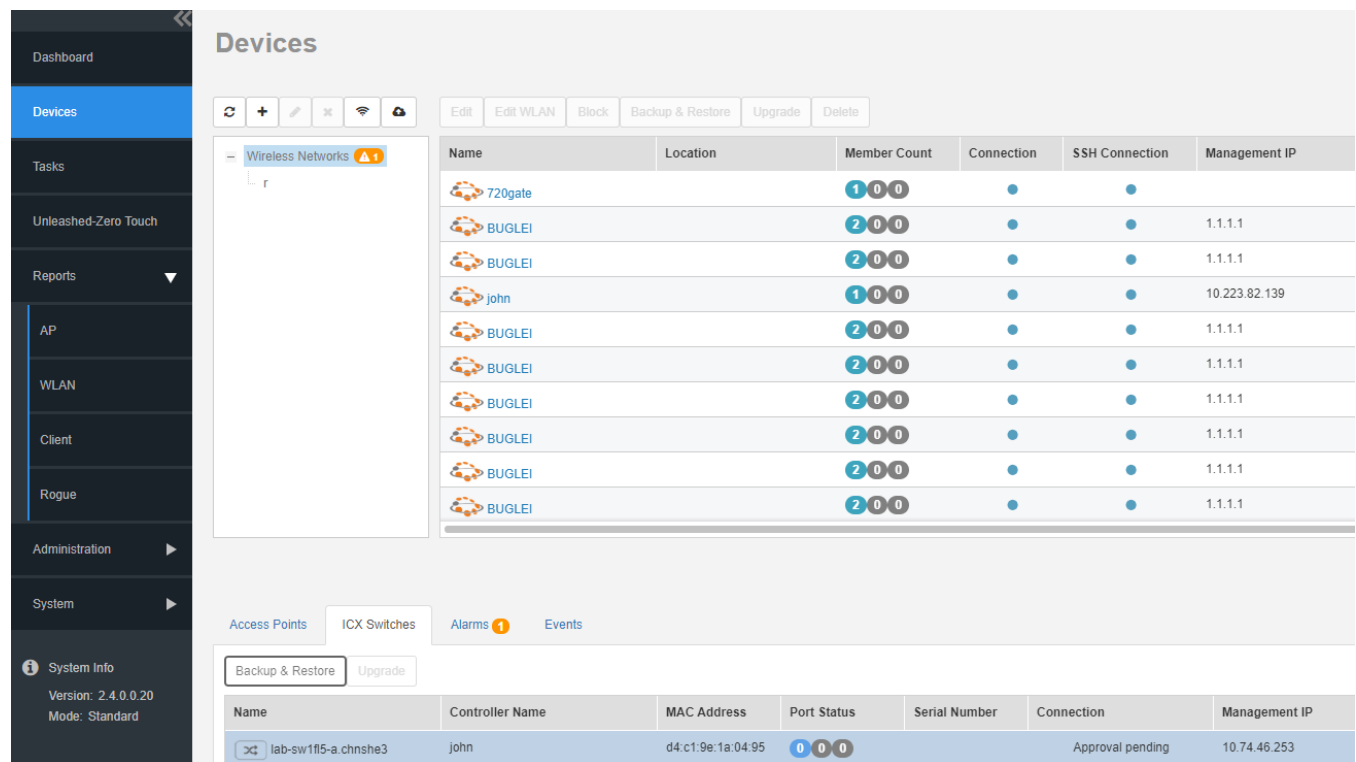 Dashboard
Devices
Tasks
Unleashed-Zero Touch
Reports
AP
WLAN
Client
Rogue
Administration
System
System Info
Version: 2.4.0.0.20
Mode: Standard
Devices
Edit Edit WLAN Block Backup & Restore Upgrade Delete
Wireless Networks 1
r
Name Location Member Count Connection SSH Connection Management IP
720gate 1 0 0
BUGLEI 2 0 0 1.1.1.1
BUGLEI 2 0 0 1.1.1.1
john 1 0 0 10.223.82.139
BUGLEI 2 0 0 1.1.1.1
BUGLEI 2 0 0 1.1.1.1
BUGLEI 2 0 0 1.1.1.1
BUGLEI 2 0 0 1.1.1.1
BUGLEI 2 0 0 1.1.1.1
BUGLEI 2 0 0 1.1.1.1
Access Points ICX Switches Alarms 1 Events
Backup & Restore Upgrade
Name Controller Name MAC Address Port Status Serial Number Connection Management IP
lab-sw1fl5-a.chnshe3 john d4:c1:9e:1a:04:95 0 0 0 Approval pending 10.74.46.253